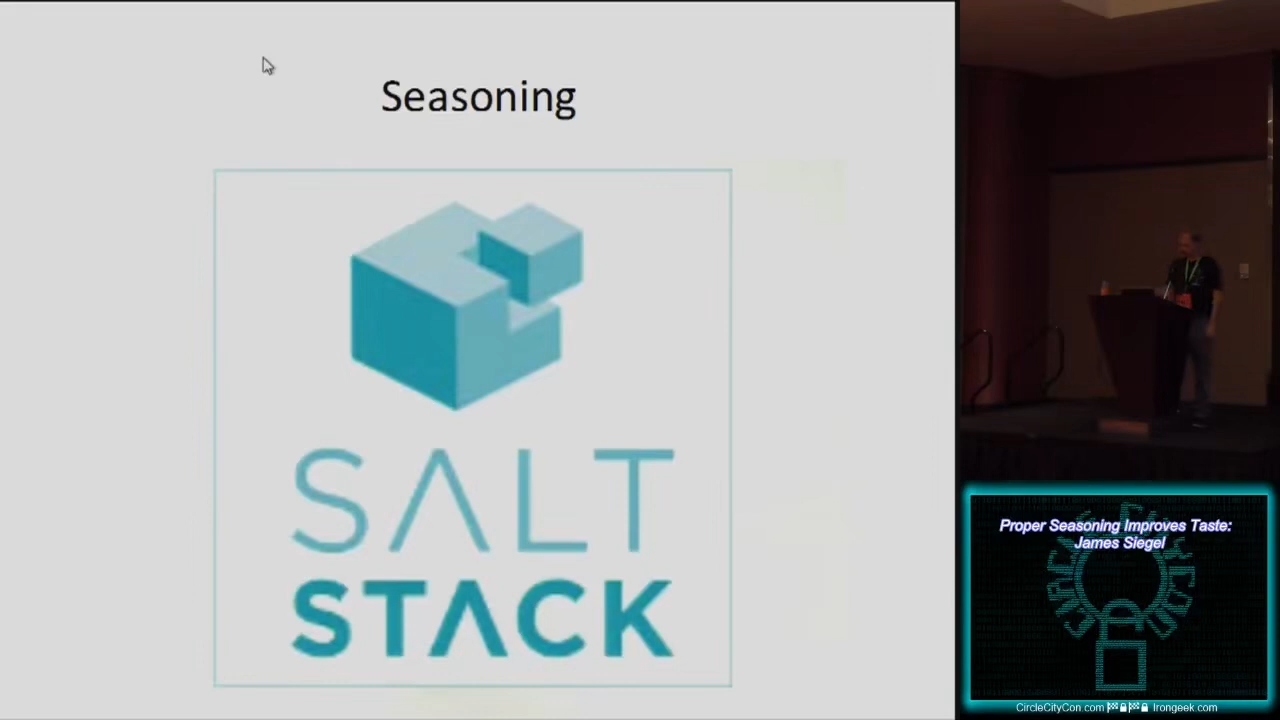 Seasoning
SALT
STACK
Proper Seasoning Improves Taste:
James Siegel
CircleCityCon.com Irongeek.com